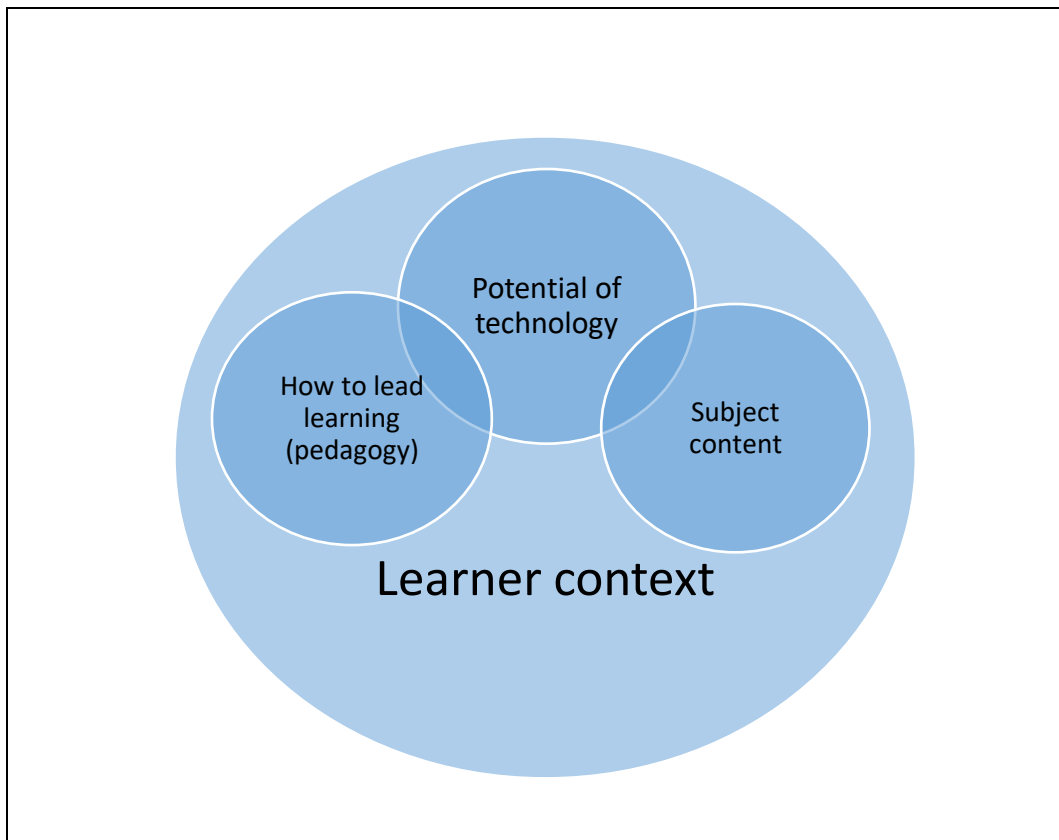 Potential of
technology
How to lead
learning
(pedagogy)
Subject
content
Learner context